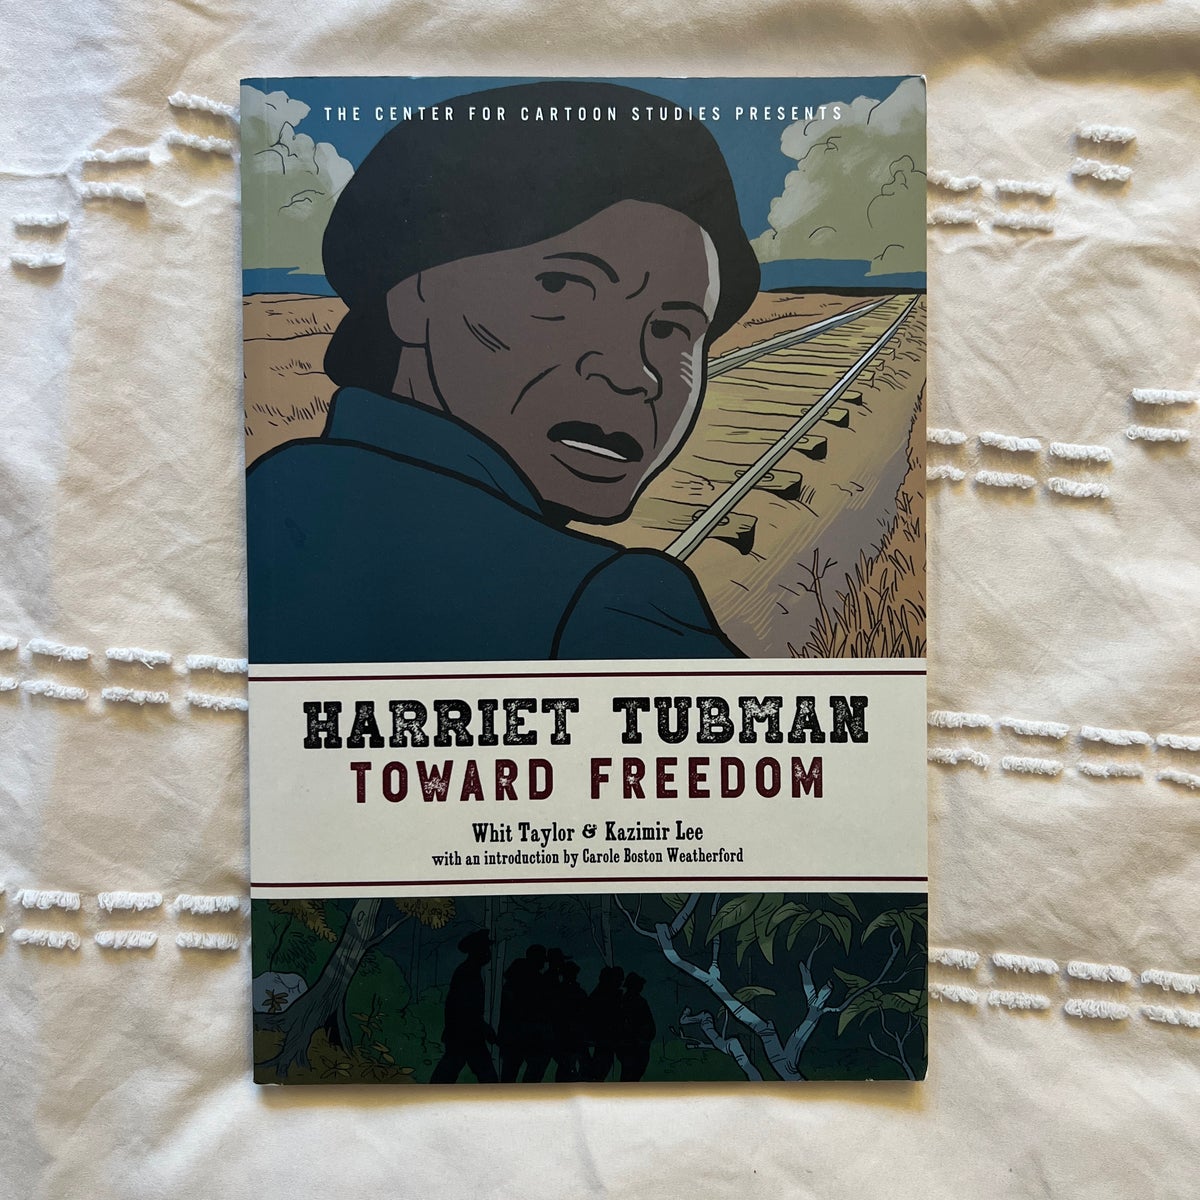 THE CENTER FOR CARTOON STUDIES PRESENTS
HARRIET TUBMAN
TOWARD FREEDOM
Whit Taylor & Kazimir Lee
with an introduction by Carole Boston Weatherford